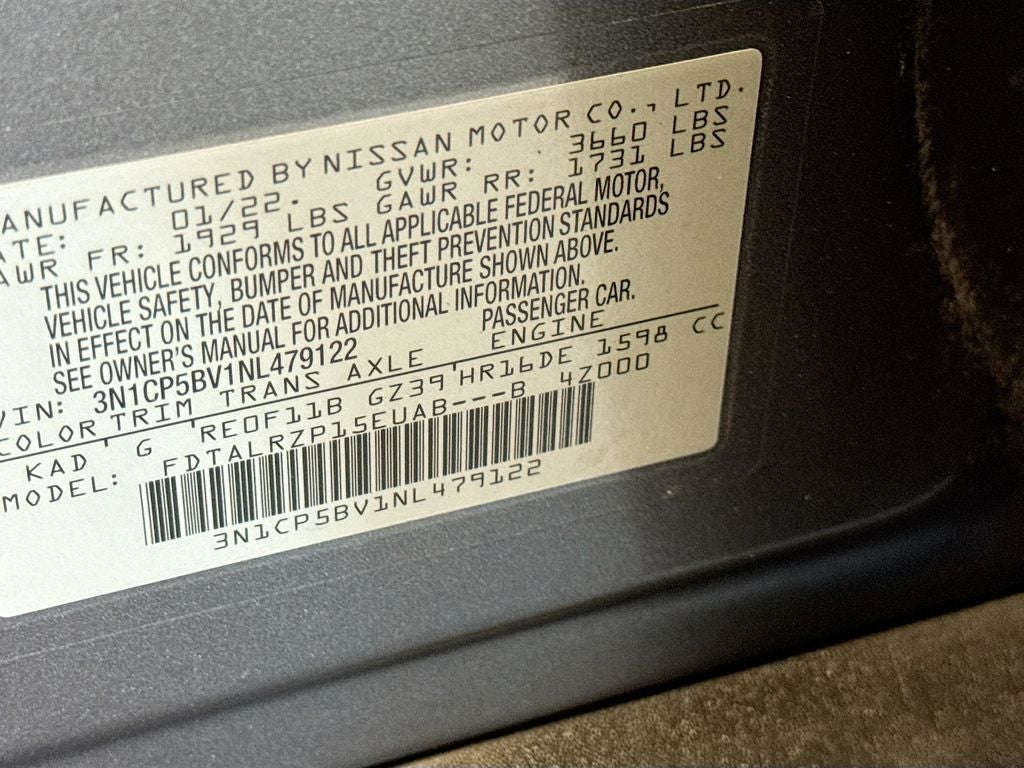 ANUFACTURED BY NISSAN MOTOR CO., LTD.
ATE: 01/22. GVWR: 3660 LBS
AWR FR: 1929 LBS GAWR RR: 1731 LBS
THIS VEHICLE CONFORMS TO ALL APPLICABLE FEDERAL MOTOR,
VEHICLE SAFETY, BUMPER AND THEFT PREVENTION STANDARDS
IN EFFECT ON THE DATE OF MANUFACTURE SHOWN ABOVE.
SEE OWNER'S MANUAL FOR ADDITIONAL INFORMATION.
VIN: 3N1CP5BV1NL479122 PASSENGER CAR.
COLOR TRIM TRANS AXLE ENGINE
KAD G RE0F11B GZ39 HR16DE 1598 CC
MODEL: FDTALRZP15EUAB---B 4Z000
3N1CP5BV1NL479122